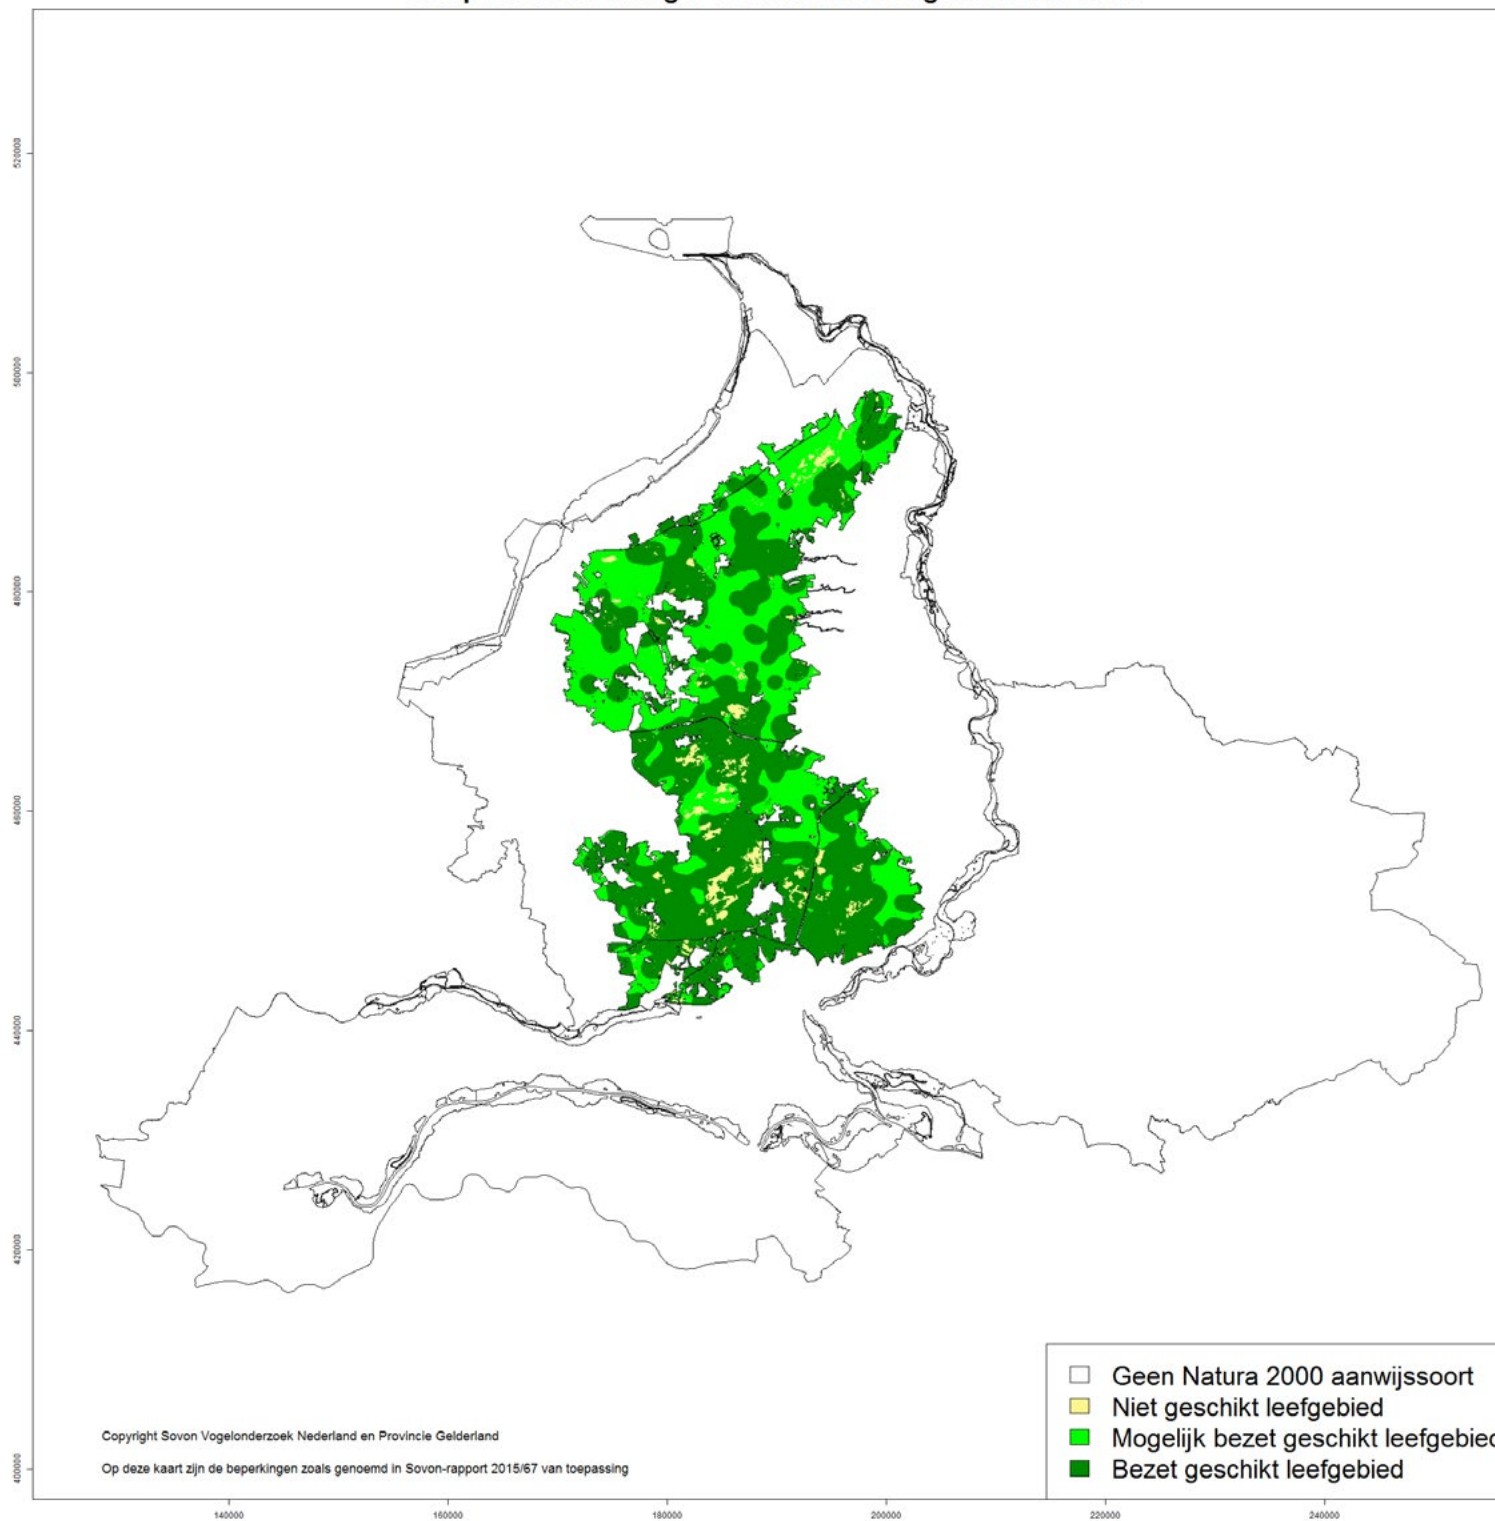 520000
500000
480000
460000
440000
420000
400000
Geen Natura 2000 aanwijssoort
Niet geschikt leefgebied
Mogelijk bezet geschikt leefgebied
Bezet geschikt leefgebied
Copyright Sovon Vogelonderzoek Nederland en Provincie Gelderland
Op deze kaart zijn de beperkingen zoals genoemd in Sovon-rapport 2015/67 van toepassing
140000 160000 180000 200000 220000 240000